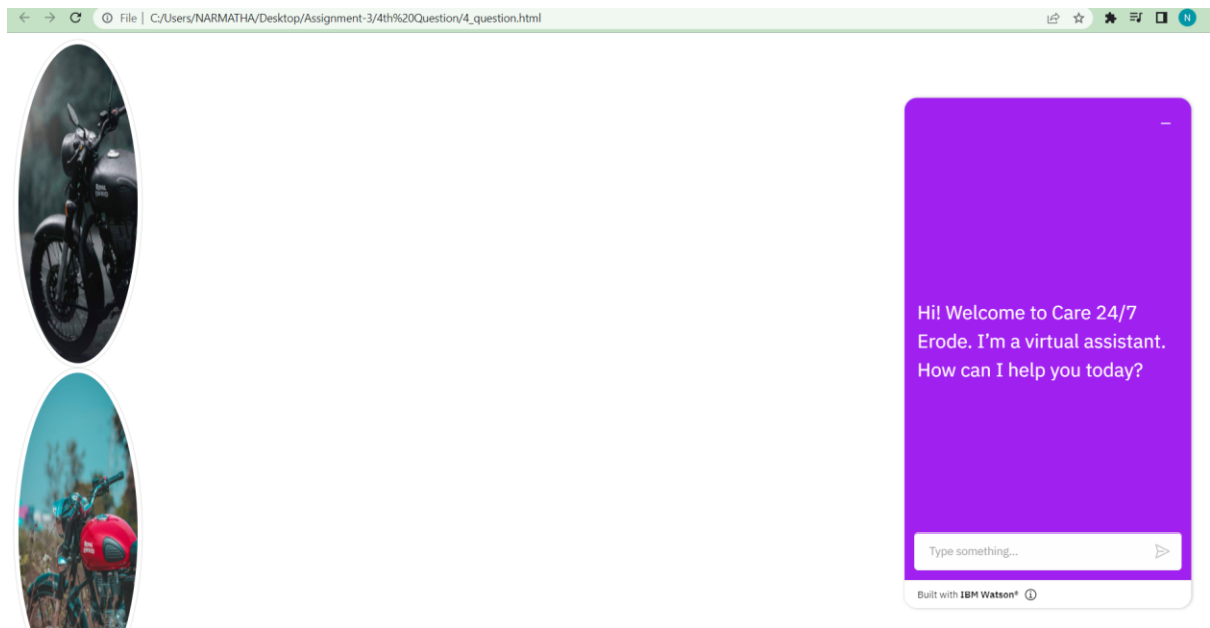 File | C:/Users/NARMATHA/Desktop/Assignment-3/4th%20Question/4_question.html
N
Hi! Welcome to Care 24/7
Erode. I’m a virtual assistant.
How can I help you today?
Type something...
Built with IBM Watson®